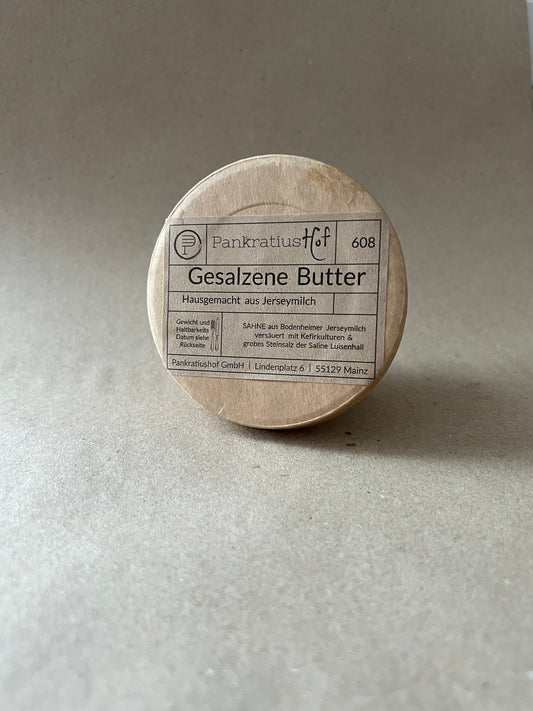 P
Pankratius Hof
608
Gesalzene Butter
Hausgemacht aus Jerseymilch
Gewicht und
Haltbarkeits
Datum siehe
Rückseite
SAHNE aus Bodenheimer Jerseymilch
versäuert mit Kefirkulturen &
grobes Steinsalz der Saline Luisenhall
Pankratiushof GmbH | Lindenplatz 6 | 55129 Mainz